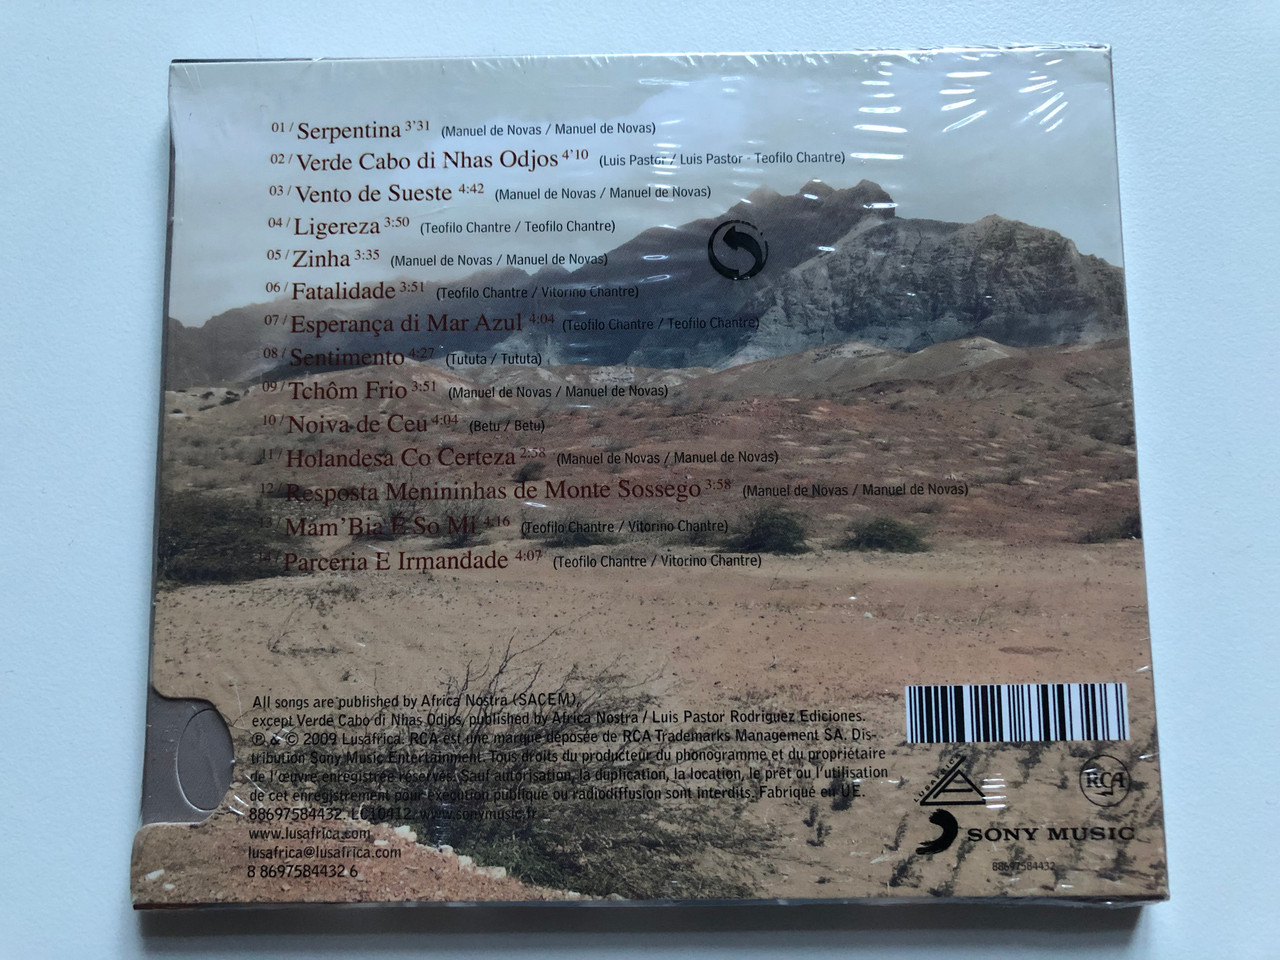 01/ Serpentina 3'31 (Manuel de Novas / Manuel de Novas)
02/ Verde Cabo di Nhas Odjos 4'10 (Luis Pastor / Luis Pastor - Teofilo Chantre)
03/ Vento de Sueste 4:42 (Manuel de Novas / Manuel de Novas)
04/ Ligereza 3:50 (Teofilo Chantre / Teofilo Chantre)
05/ Zinha 3:35 (Manuel de Novas / Manuel de Novas)
06/ Fatalidade 3:51 (Teofilo Chantre / Vitorino Chantre)
07/ Esperança di Mar Azul 4:04 (Teofilo Chantre / Teofilo Chantre)
08/ Sentimento 4:27 (Tututa / Tututa)
09/ Tchôm Frio 3:51 (Manuel de Novas / Manuel de Novas)
10/ Noiva de Ceu 4:04 (Betu / Betu)
11/ Holandesa Co Certeza 2:58 (Manuel de Novas / Manuel de Novas)
12/ Resposta Menininhas de Monte Sossego 3:58 (Manuel de Novas / Manuel de Novas)
13/ Mam'Bia E So Mi 4:16 (Teofilo Chantre / Vitorino Chantre)
14/ Parceria E Irmandade 4:07 (Teofilo Chantre / Vitorino Chantre)
All songs are published by Africa Nostra (SACEM),
except Verde Cabo di Nhas Odjos, published by Africa Nostra / Luis Pastor Rodriguez Ediciones.
℗ & © 2009 Lusafrica. RCA est une marque déposée de RCA Trademarks Management SA. Dis-
tribution Sony Music Entertainment. Tous droits du producteur du phonogramme et du propriétaire
de l'œuvre enregistrée réservés. Sauf autorisation, la duplication, la location, le prêt ou l'utilisation
de cet enregistrement pour exécution publique ou radiodiffusion sont interdits. Fabriqué en UE.
88697584432. LC10412. www.sonymusic.fr
www.lusafrica.com
lusafrica@lusafrica.com
8 8697584432 6
LUSAFRICA
RCA
SONY MUSIC
88697584432